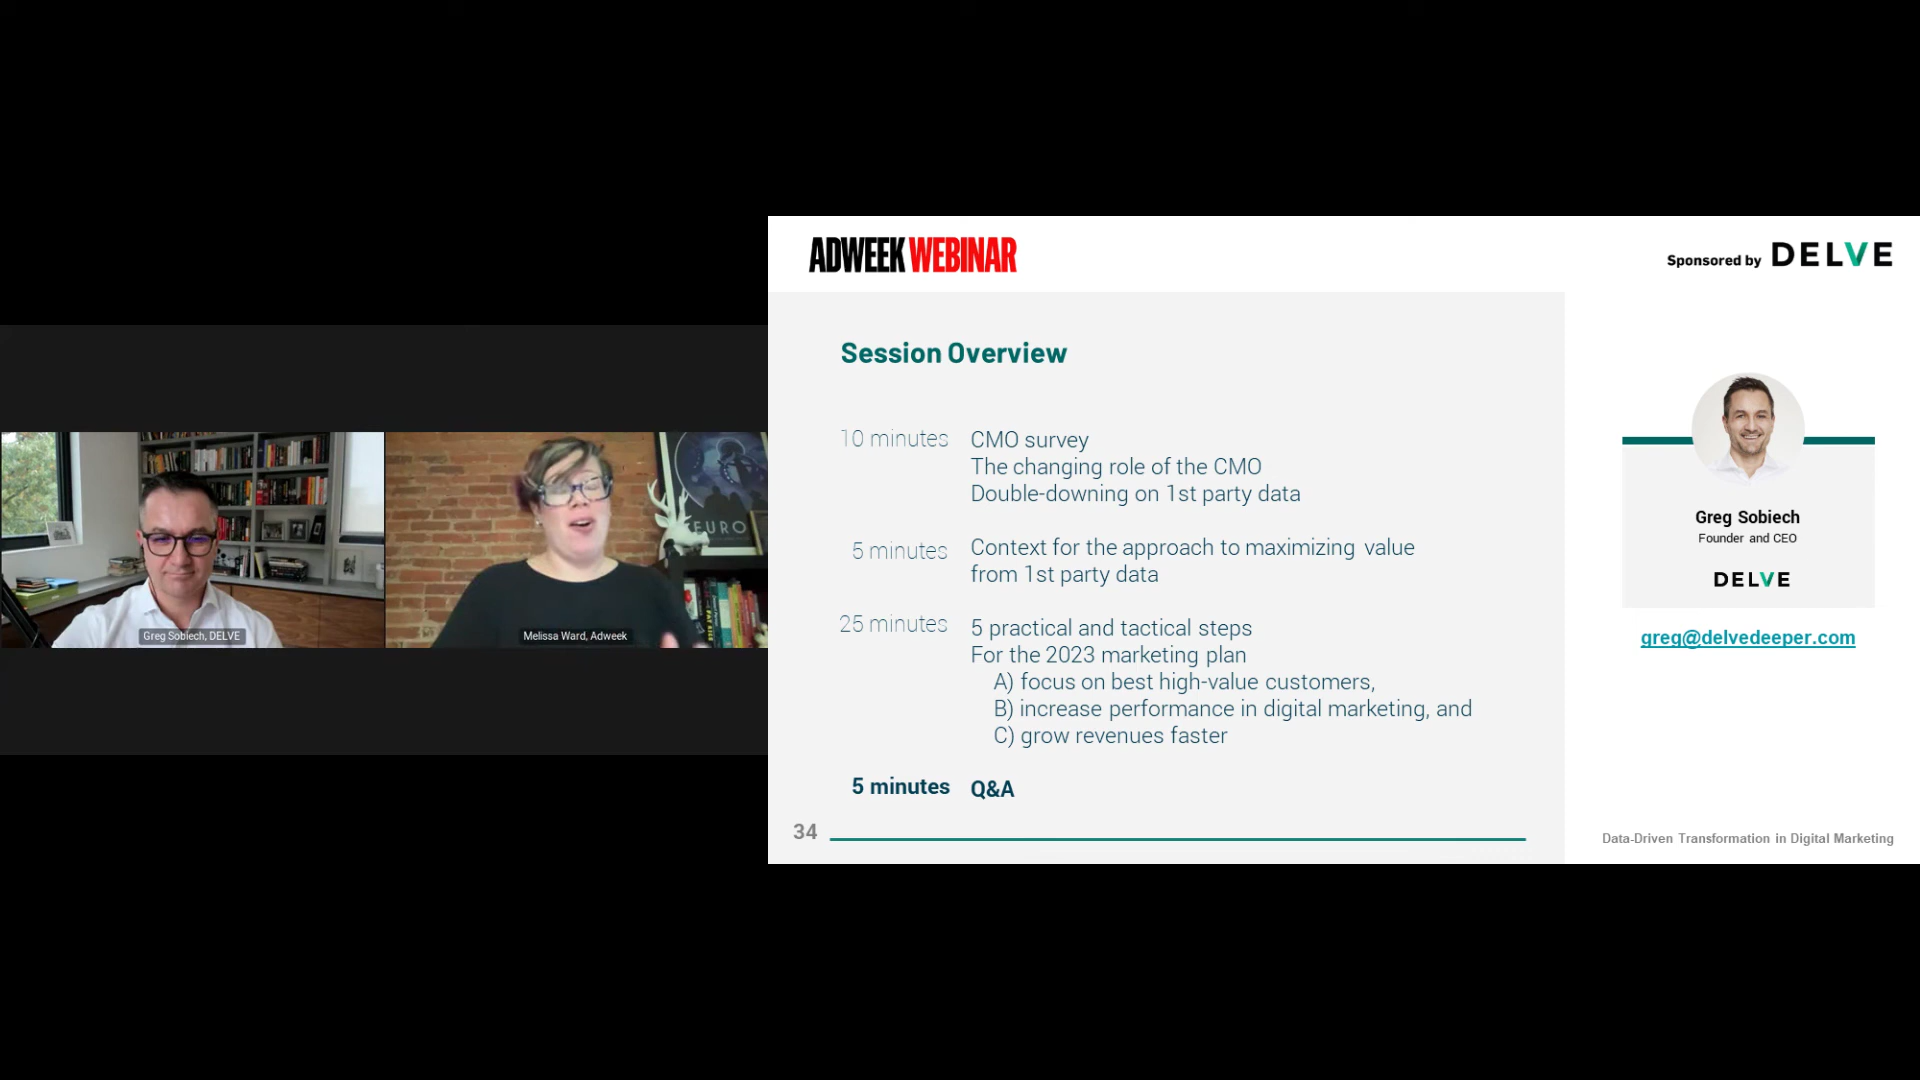 ADWEEK WEBINAR
Sponsored by DELVE
Session Overview
10 minutes
CMO survey
The changing role of the CMO
Double-downing on 1st party data
5 minutes
Context for the approach to maximizing value
from 1st party data
25 minutes
5 practical and tactical steps
For the 2023 marketing plan
A) focus on best high-value customers,
B) increase performance in digital marketing, and
C) grow revenues faster
5 minutes
Q&A
34
Greg Sobiech
Founder and CEO
DELVE
greg@delvedeeper.com
Data-Driven Transformation in Digital Marketing
Greg Sobiech, DELVE
Melissa Ward, Adweek
EURO